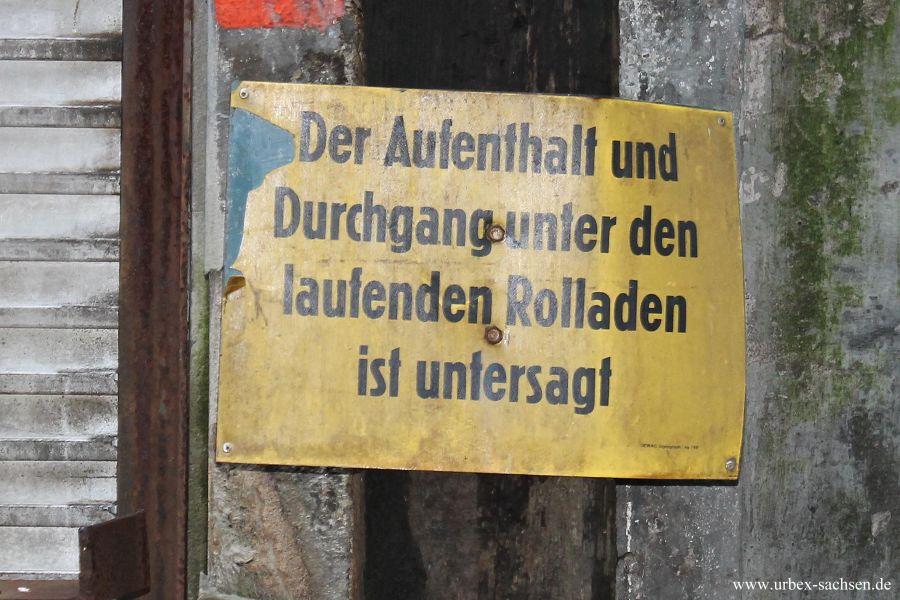 Der Aufenthalt und
Durchgang unter den
laufenden Rolladen
ist untersagt
www.urbex-sachsen.de